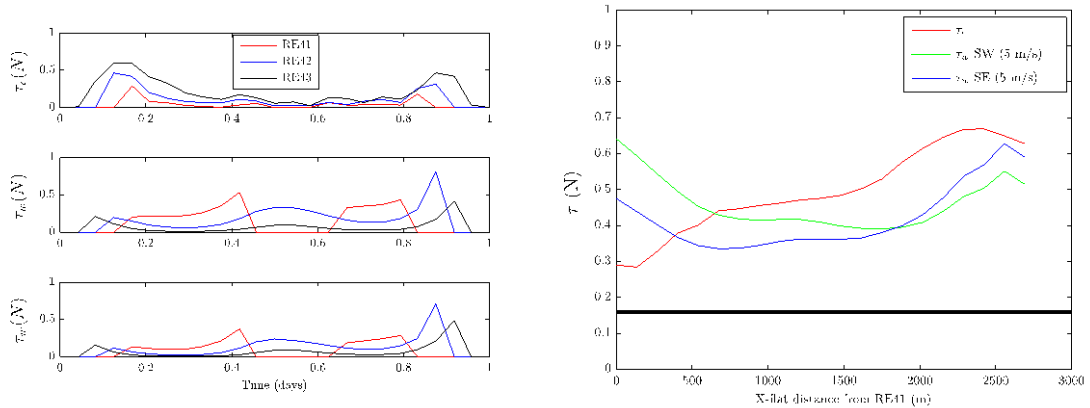 τt (N)
1
0.5
0
RE41
RE42
RE43
0 0.2 0.4 0.6 0.8 1
1
0.5
0
(N)
0 0.2 0.4 0.6 0.8 1
τw (N)
1
0.5
0
0 0.2 0.4 0.6 0.8 1
Time (days)
τ (N)
1
0.9
0.8
0.7
0.6
0.5
0.4
0.3
0.2
0.1
0
τt
τw SW (5 m/s)
τw SE (5 m/s)
0 500 1000 1500 2000 2500 3000
X-flat distance from RE41 (m)